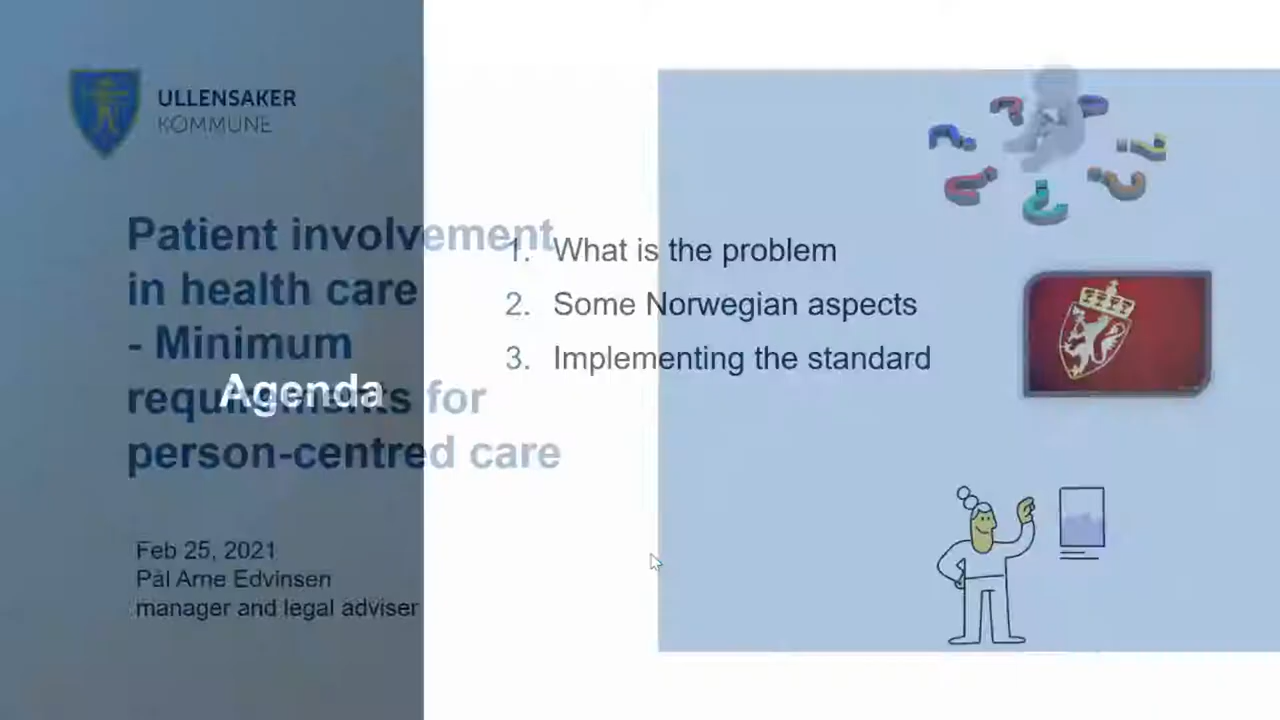 ULLENSAKER
KOMMUNE
Patient involvement
in health care
- Minimum
requirements for
person-centred care
Feb 25, 2021
Pål Arne Edvinsen
manager and legal adviser
Agenda
1. What is the problem
2. Some Norwegian aspects
3. Implementing the standard